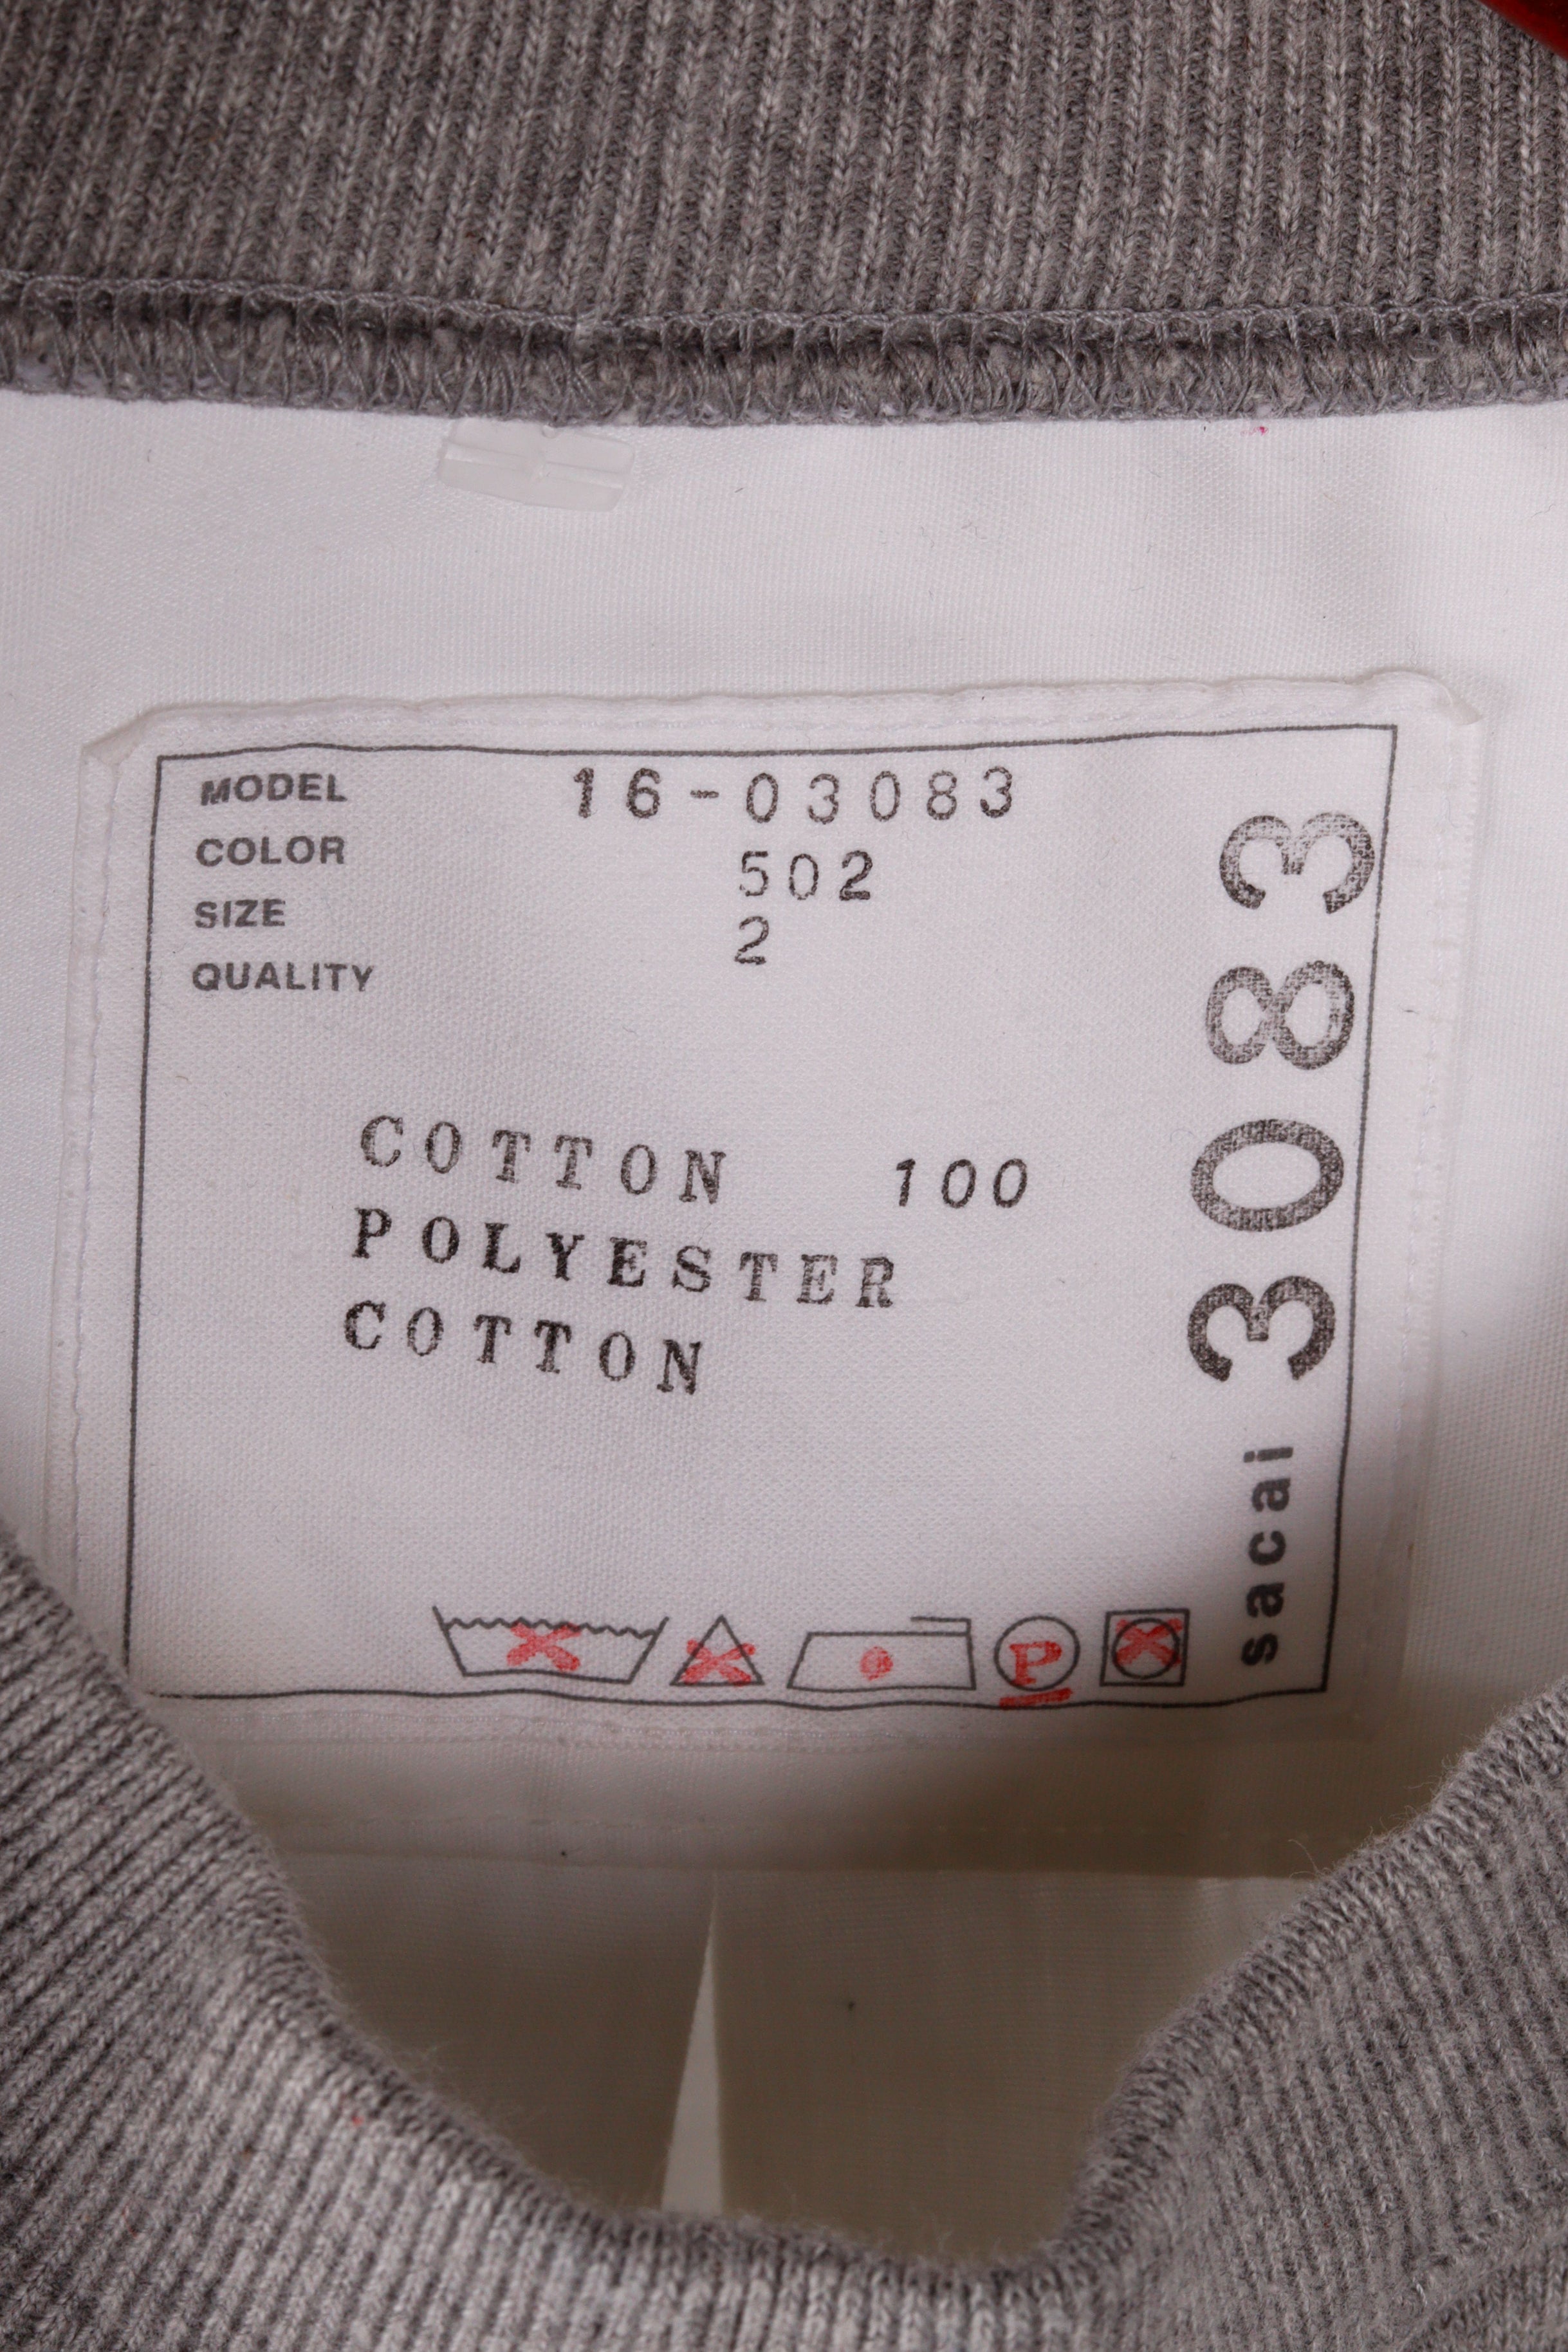 MODEL 16-03083
COLOR 502
SIZE 2
QUALITY
COTTON 100
POLYESTER
COTTON
P
sacai 3083